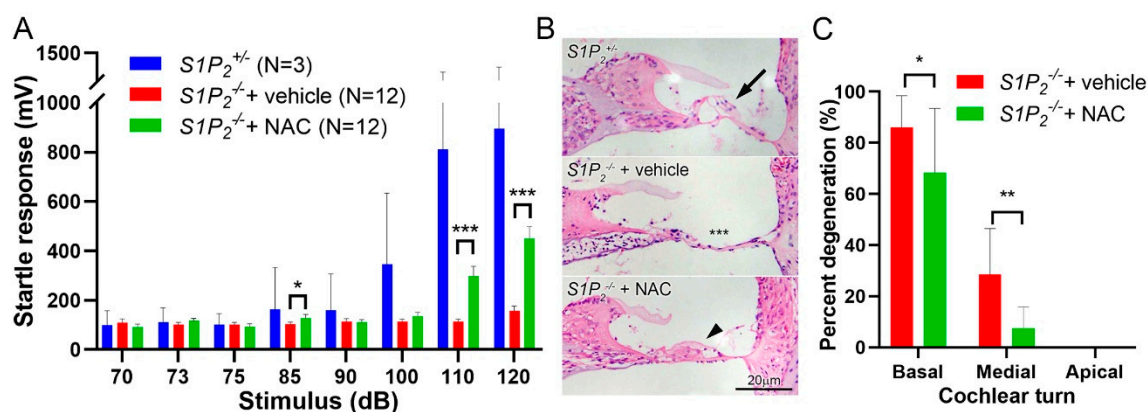 A
Startle response (mV)
1500
1000
800
600
400
200
0
S1P2+/- (N=3)
S1P2-/- + vehicle (N=12)
S1P2-/- + NAC (N=12)
*
***
***
70 73 75 85 90 100 110 120
Stimulus (dB)
B
S1P2+/-
S1P2-/- + vehicle
***
S1P2-/- + NAC
20μm
C
Percent degeneration (%)
100
80
60
40
20
0
S1P2-/- + vehicle
S1P2-/- + NAC
*
**
Basal Medial Apical
Cochlear turn